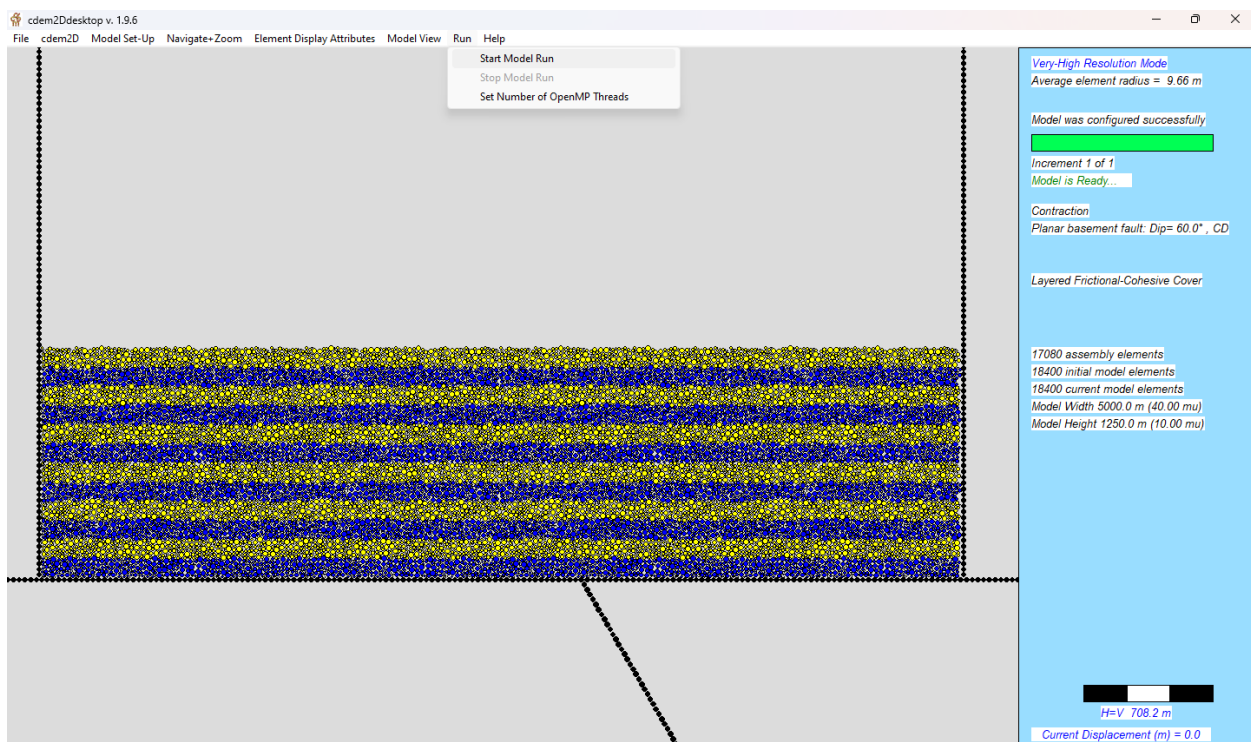 cdem2Ddesktop v. 1.9.6
File cdem2D Model Set-Up Navigate+Zoom Element Display Attributes Model View Run Help
Start Model Run
Stop Model Run
Set Number of OpenMP Threads
Very-High Resolution Mode
Average element radius = 9.66 m
Model was configured successfully
Increment 1 of 1
Model is Ready...
Contraction
Planar basement fault: Dip= 60.0° , CD
Layered Frictional-Cohesive Cover
17080 assembly elements
18400 initial model elements
18400 current model elements
Model Width 5000.0 m (40.00 mu)
Model Height 1250.0 m (10.00 mu)
H=V 708.2 m
Current Displacement (m) = 0.0